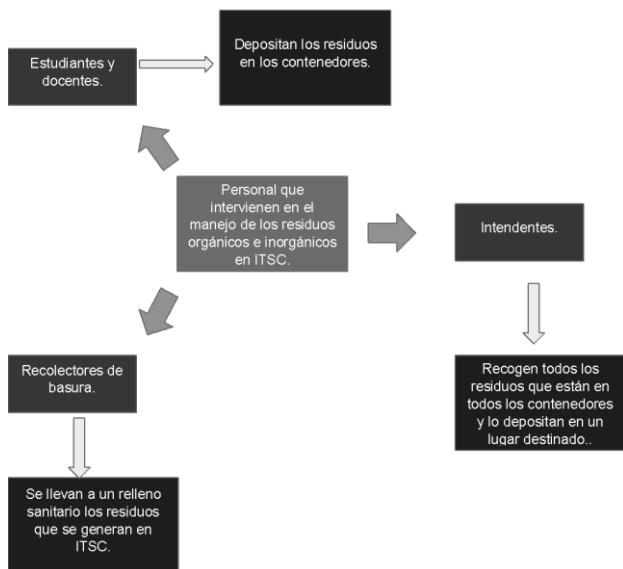 Estudiantes y
docentes.
Depositan los residuos
en los contenedores.
Personal que
intervienen en el
manejo de los residuos
orgánicos e inorgánicos
en ITSC.
Intendentes.
Recogen todos los
residuos que están en
todos los contenedores
y lo depositan en un
lugar destinado..
Recolectores de
basura.
Se llevan a un relleno
sanitario los residuos
que se generan en
ITSC.